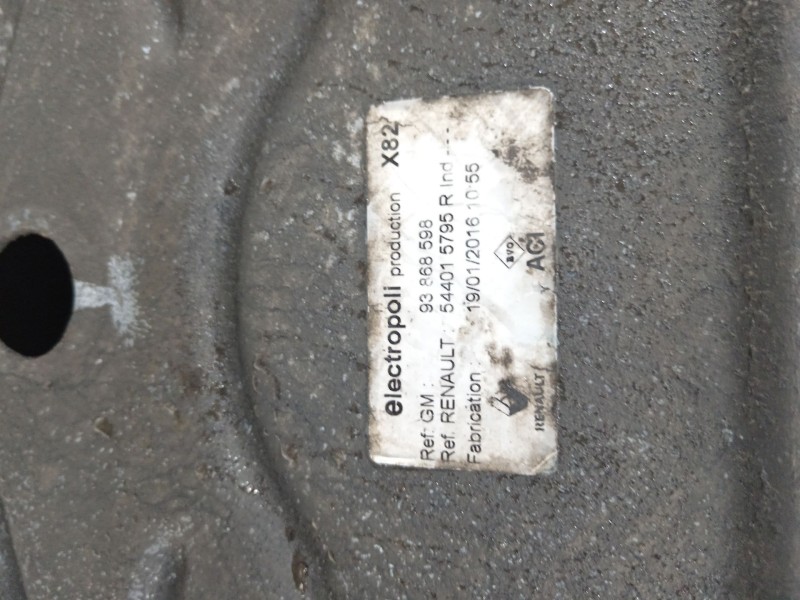 electropoli production X82
Ref: GM : 93 868 598
Ref. RENAULT : 54401 5795 R Ind ---
Fabrication : 19/01/2016 10:55
RENAULT
ACI